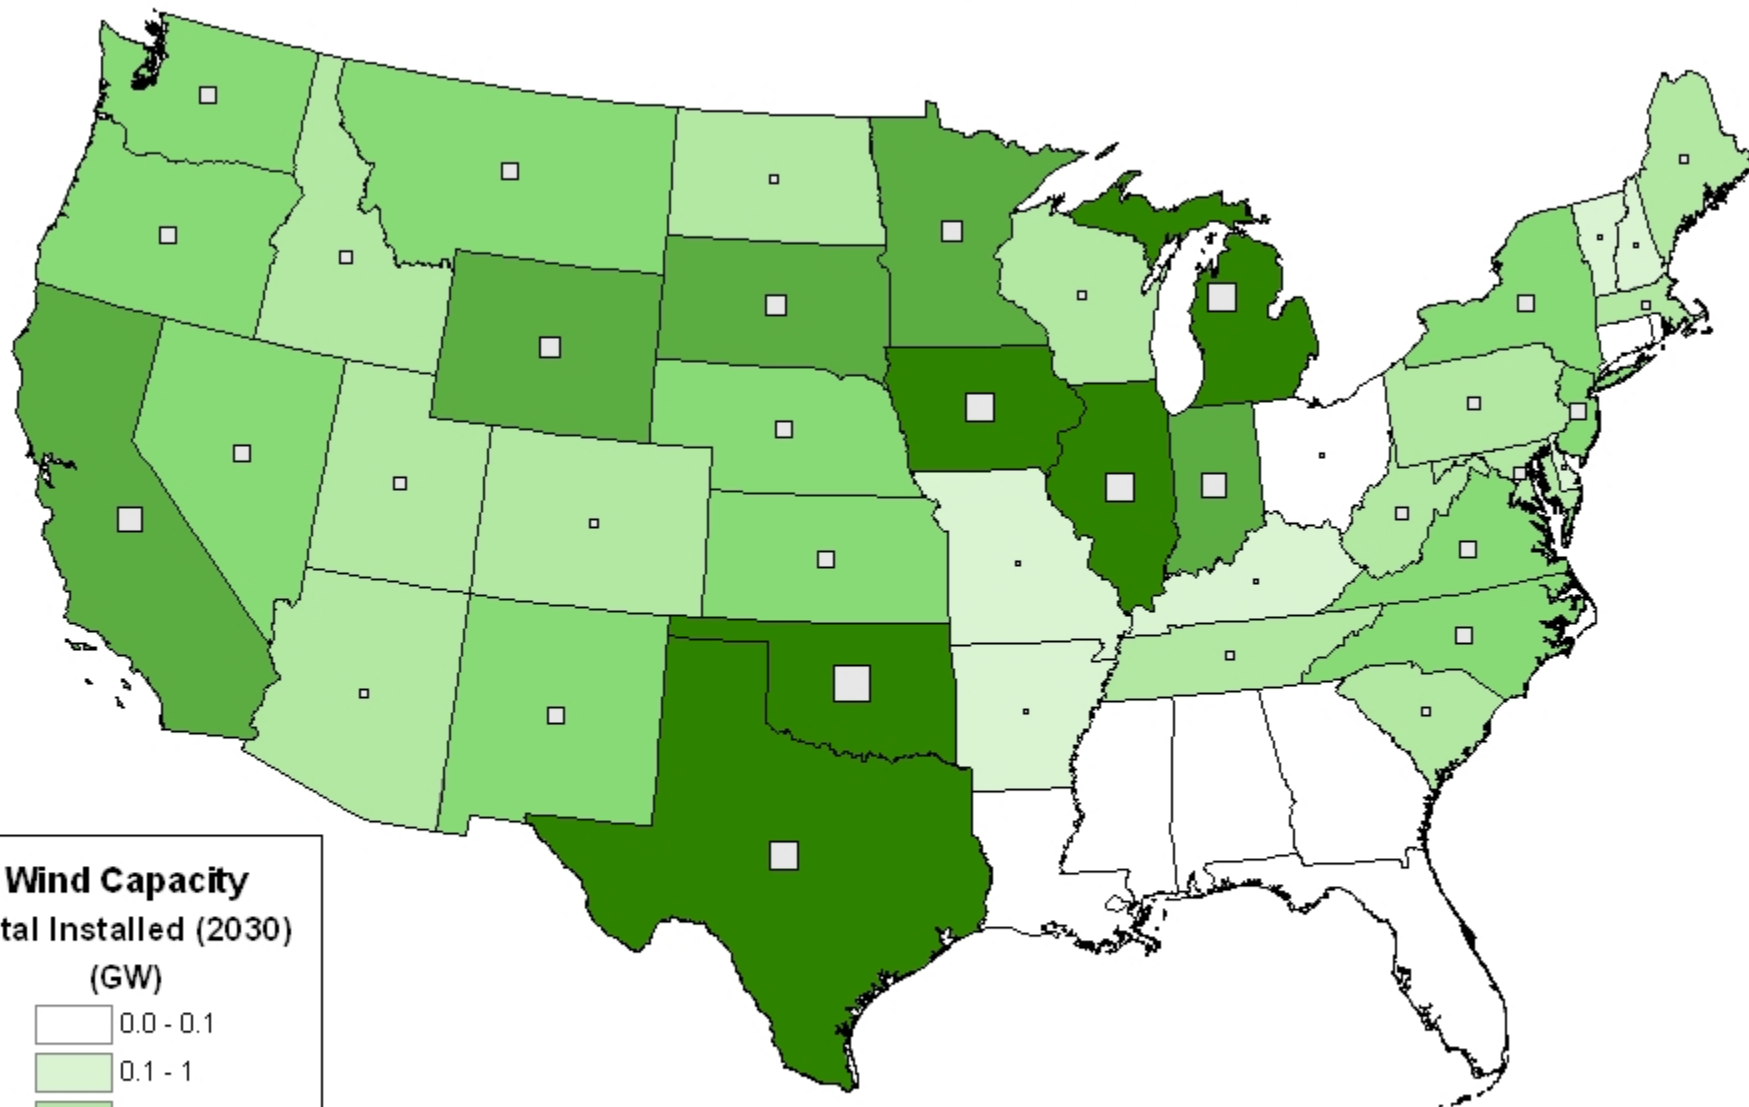 Wind Capacity
tal Installed (2030)
(GW)
0.0 - 0.1
0.1 - 1